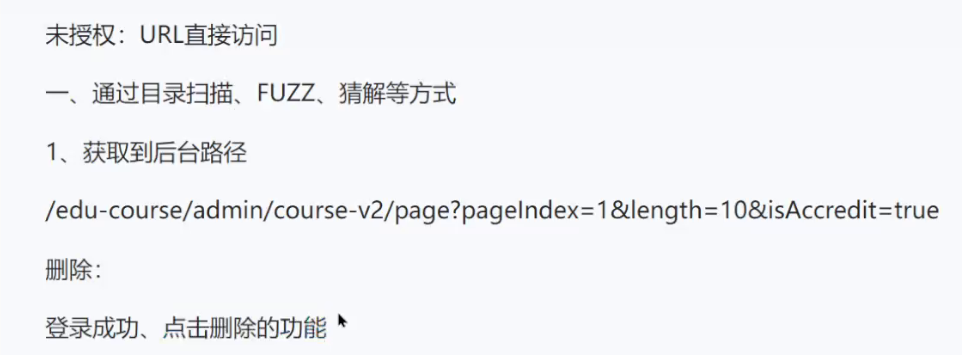 未授权：URL直接访问
一、通过目录扫描、FUZZ、猜解等方式
1、获取到后台路径
/edu-course/admin/course-v2/page?pageIndex=1&length=10&isAccredit=true
删除：
登录成功、点击删除的功能